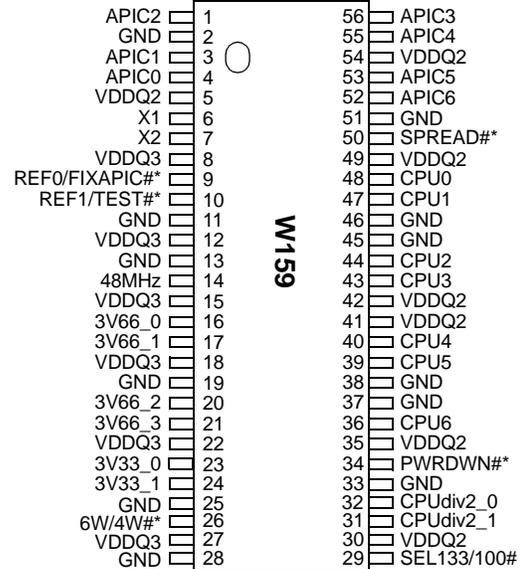 APIC2 1 56 APIC3
GND 2 55 APIC4
APIC1 3 54 VDDQ2
APIC0 4 53 APIC5
VDDQ2 5 52 APIC6
X1 6 51 GND
X2 7 50 SPREAD#*
VDDQ3 8 49 VDDQ2
REF0/FIXAPIC#* 9 48 CPU0
REF1/TEST#* 10 47 CPU1
GND 11 46 GND
VDDQ3 12 45 GND
GND 13 44 CPU2
48MHz 14 43 CPU3
VDDQ3 15 42 VDDQ2
3V66_0 16 41 VDDQ2
3V66_1 17 40 CPU4
VDDQ3 18 39 CPU5
GND 19 38 GND
3V66_2 20 37 GND
3V66_3 21 36 CPU6
VDDQ3 22 35 VDDQ2
3V33_0 23 34 PWRDWN#*
3V33_1 24 33 GND
GND 25 32 CPUdiv2_0
6W/4W#* 26 31 CPUdiv2_1
VDDQ3 27 30 VDDQ2
GND 28 29 SEL133/100#
W159